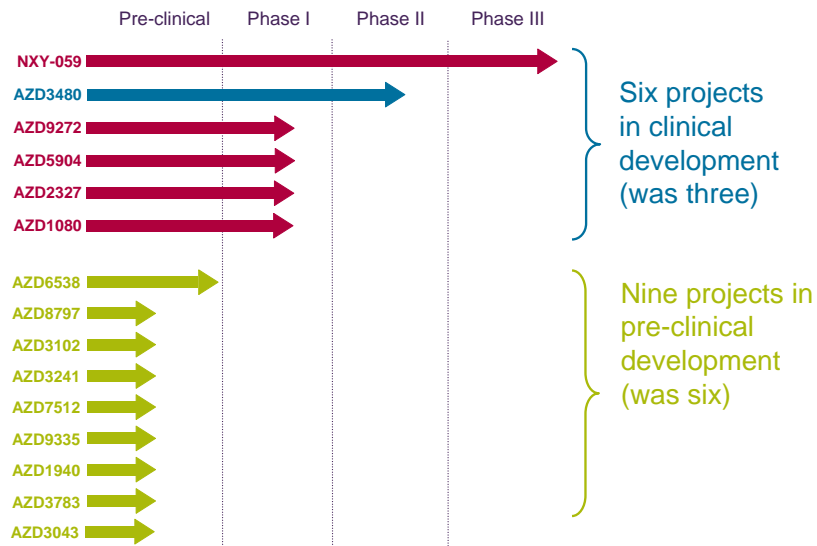 Pre-clinical Phase I Phase II Phase III
NXY-059
AZD3480
AZD9272
AZD5904
AZD2327
AZD1080
Six projects
in clinical
development
(was three)
AZD6538
AZD8797
AZD3102
AZD3241
AZD7512
AZD9335
AZD1940
AZD3783
AZD3043
Nine projects in
pre-clinical
development
(was six)